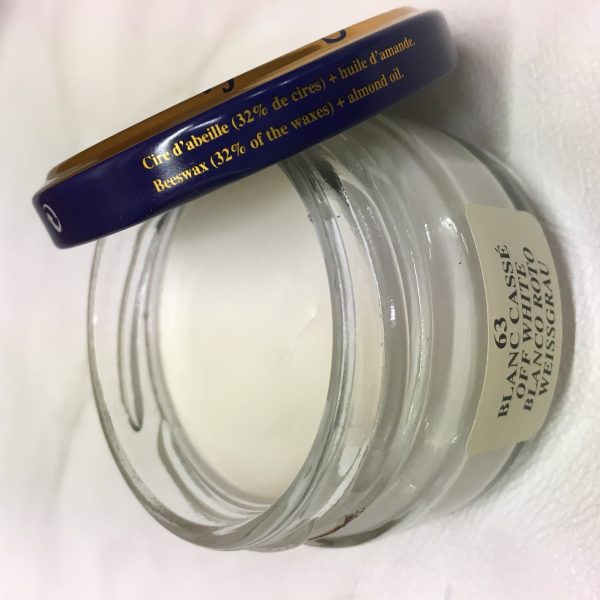 Cire d'abeille (32% de cires) + huile d'amande.
Beeswax (32% of the waxes) + almond oil.
63
BLANC CASSÉ
OFF WHITE
BLANCO ROTO
WEISSGRAU